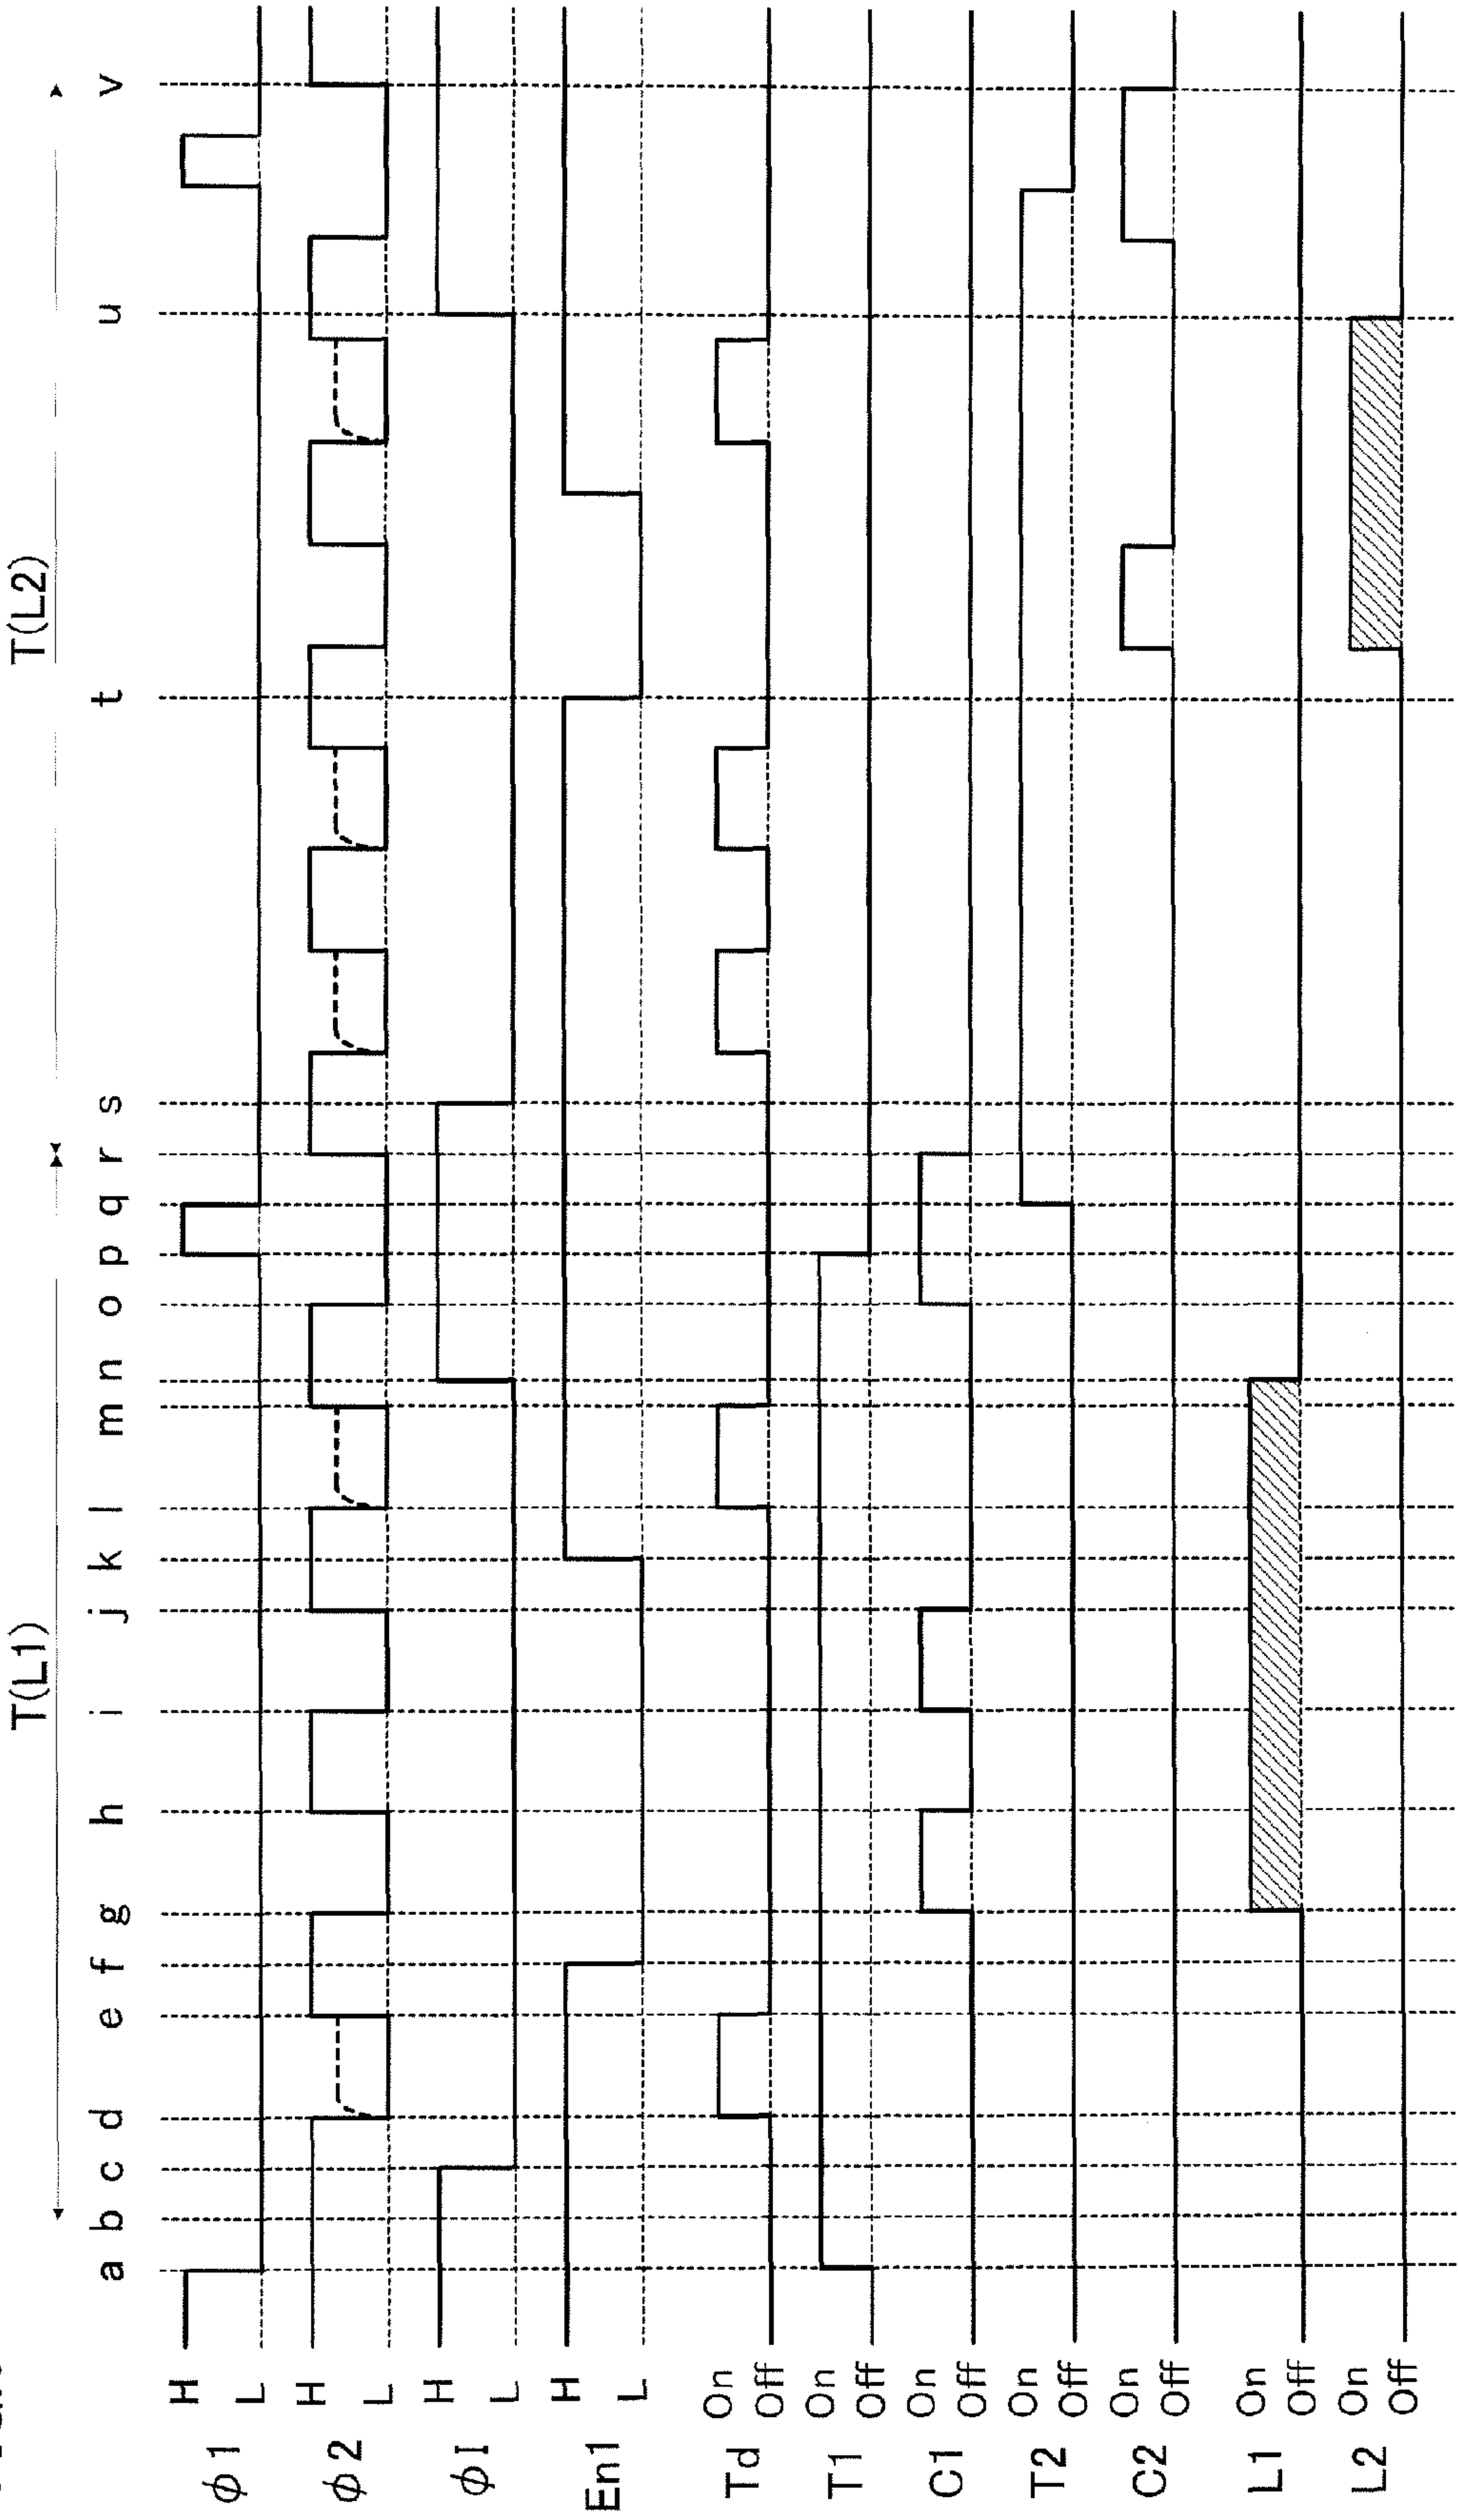 T(L1) T(L2)
a b c d e f g h i j k l m n o p q r s t u v
φ1 H
L
φ2 H
L
φI H
L
En1 H
L
Td On
Off
T1 On
Off
C1 On
Off
T2 On
Off
C2 On
Off
L1 On
Off
L2 On
Off